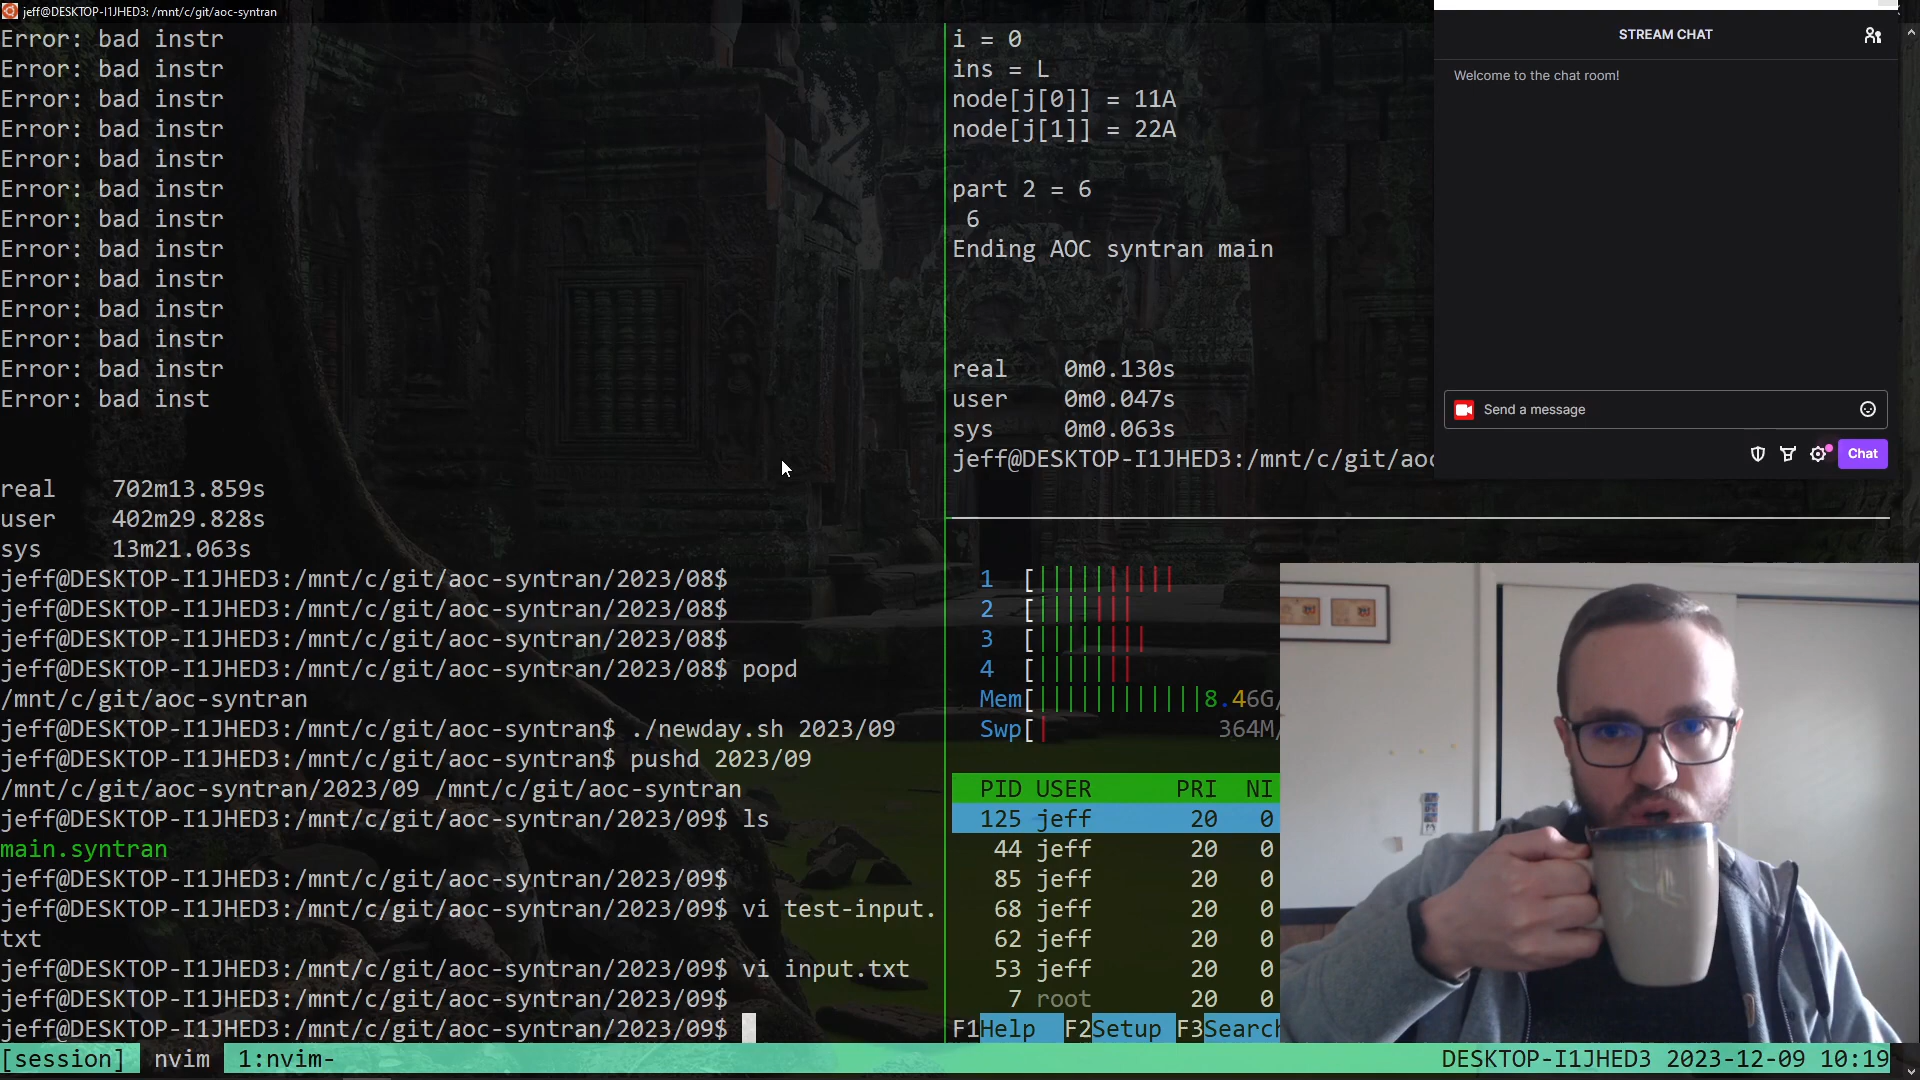 jeff@DESKTOP-I1JHED3: /mnt/c/git/aoc-syntran
Error: bad instr
Error: bad instr
Error: bad instr
Error: bad instr
Error: bad instr
Error: bad instr
Error: bad instr
Error: bad instr
Error: bad instr
Error: bad instr
Error: bad instr
Error: bad instr
Error: bad inst
real 702m13.859s
user 402m29.828s
sys 13m21.063s
jeff@DESKTOP-I1JHED3:/mnt/c/git/aoc-syntran/2023/08$
jeff@DESKTOP-I1JHED3:/mnt/c/git/aoc-syntran/2023/08$
jeff@DESKTOP-I1JHED3:/mnt/c/git/aoc-syntran/2023/08$
jeff@DESKTOP-I1JHED3:/mnt/c/git/aoc-syntran/2023/08$ popd
/mnt/c/git/aoc-syntran
jeff@DESKTOP-I1JHED3:/mnt/c/git/aoc-syntran$ ./newday.sh 2023/09
jeff@DESKTOP-I1JHED3:/mnt/c/git/aoc-syntran$ pushd 2023/09
/mnt/c/git/aoc-syntran/2023/09 /mnt/c/git/aoc-syntran
jeff@DESKTOP-I1JHED3:/mnt/c/git/aoc-syntran/2023/09$ ls
main.syntran
jeff@DESKTOP-I1JHED3:/mnt/c/git/aoc-syntran/2023/09$
jeff@DESKTOP-I1JHED3:/mnt/c/git/aoc-syntran/2023/09$ vi test-input.
txt
jeff@DESKTOP-I1JHED3:/mnt/c/git/aoc-syntran/2023/09$ vi input.txt
jeff@DESKTOP-I1JHED3:/mnt/c/git/aoc-syntran/2023/09$
jeff@DESKTOP-I1JHED3:/mnt/c/git/aoc-syntran/2023/09$
i = 0
ins = L
node[j[0]] = 11A
node[j[1]] = 22A
part 2 = 6
6
Ending AOC syntran main
real 0m0.130s
user 0m0.047s
sys 0m0.063s
jeff@DESKTOP-I1JHED3:/mnt/c/git/aoc
1 [||||||||||
2 [|||||||
3 [||||||||
4 [|||||||
Mem[||||||||||||8.46G/
Swp[| 364M/
PID USER PRI NI
125 jeff 20 0
44 jeff 20 0
85 jeff 20 0
68 jeff 20 0
62 jeff 20 0
53 jeff 20 0
7 root 20 0
F1Help F2Setup F3Search
STREAM CHAT
Welcome to the chat room!
Send a message
Chat
[session] nvim 1:nvim- DESKTOP-I1JHED3 2023-12-09 10:19